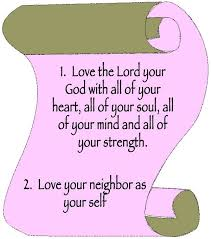 1. Love the Lord your
God with all of your
heart, all of your soul, all
of your mind and all of
your strength.
2. Love your neighbor as
your self